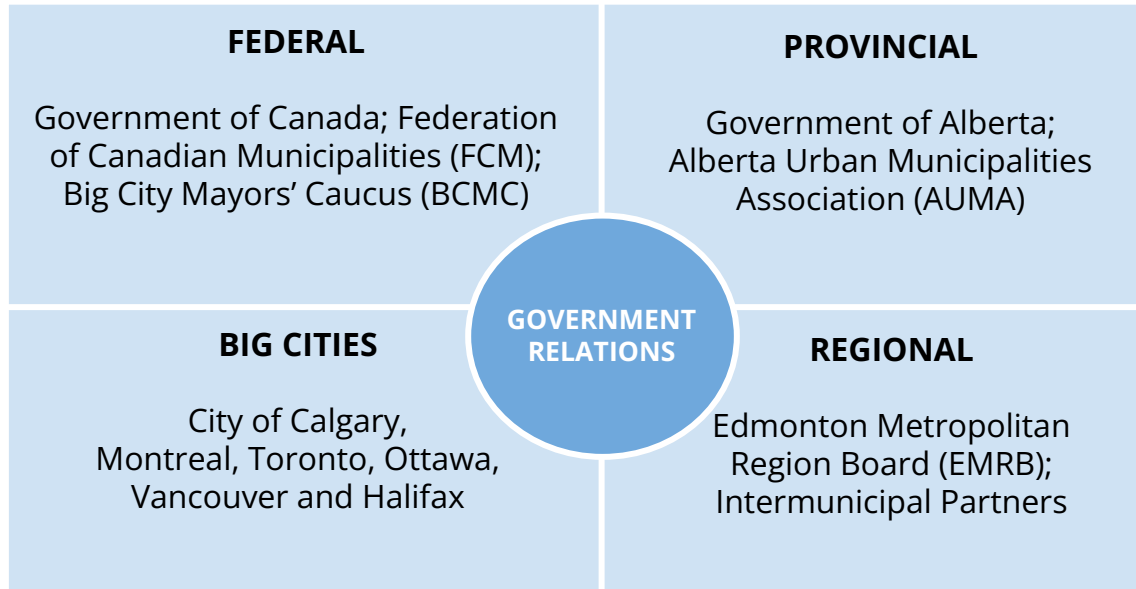 FEDERAL
Government of Canada; Federation
of Canadian Municipalities (FCM);
Big City Mayors’ Caucus (BCMC)
PROVINCIAL
Government of Alberta;
Alberta Urban Municipalities
Association (AUMA)
GOVERNMENT
RELATIONS
BIG CITIES
City of Calgary,
Montreal, Toronto, Ottawa,
Vancouver and Halifax
REGIONAL
Edmonton Metropolitan
Region Board (EMRB);
Intermunicipal Partners